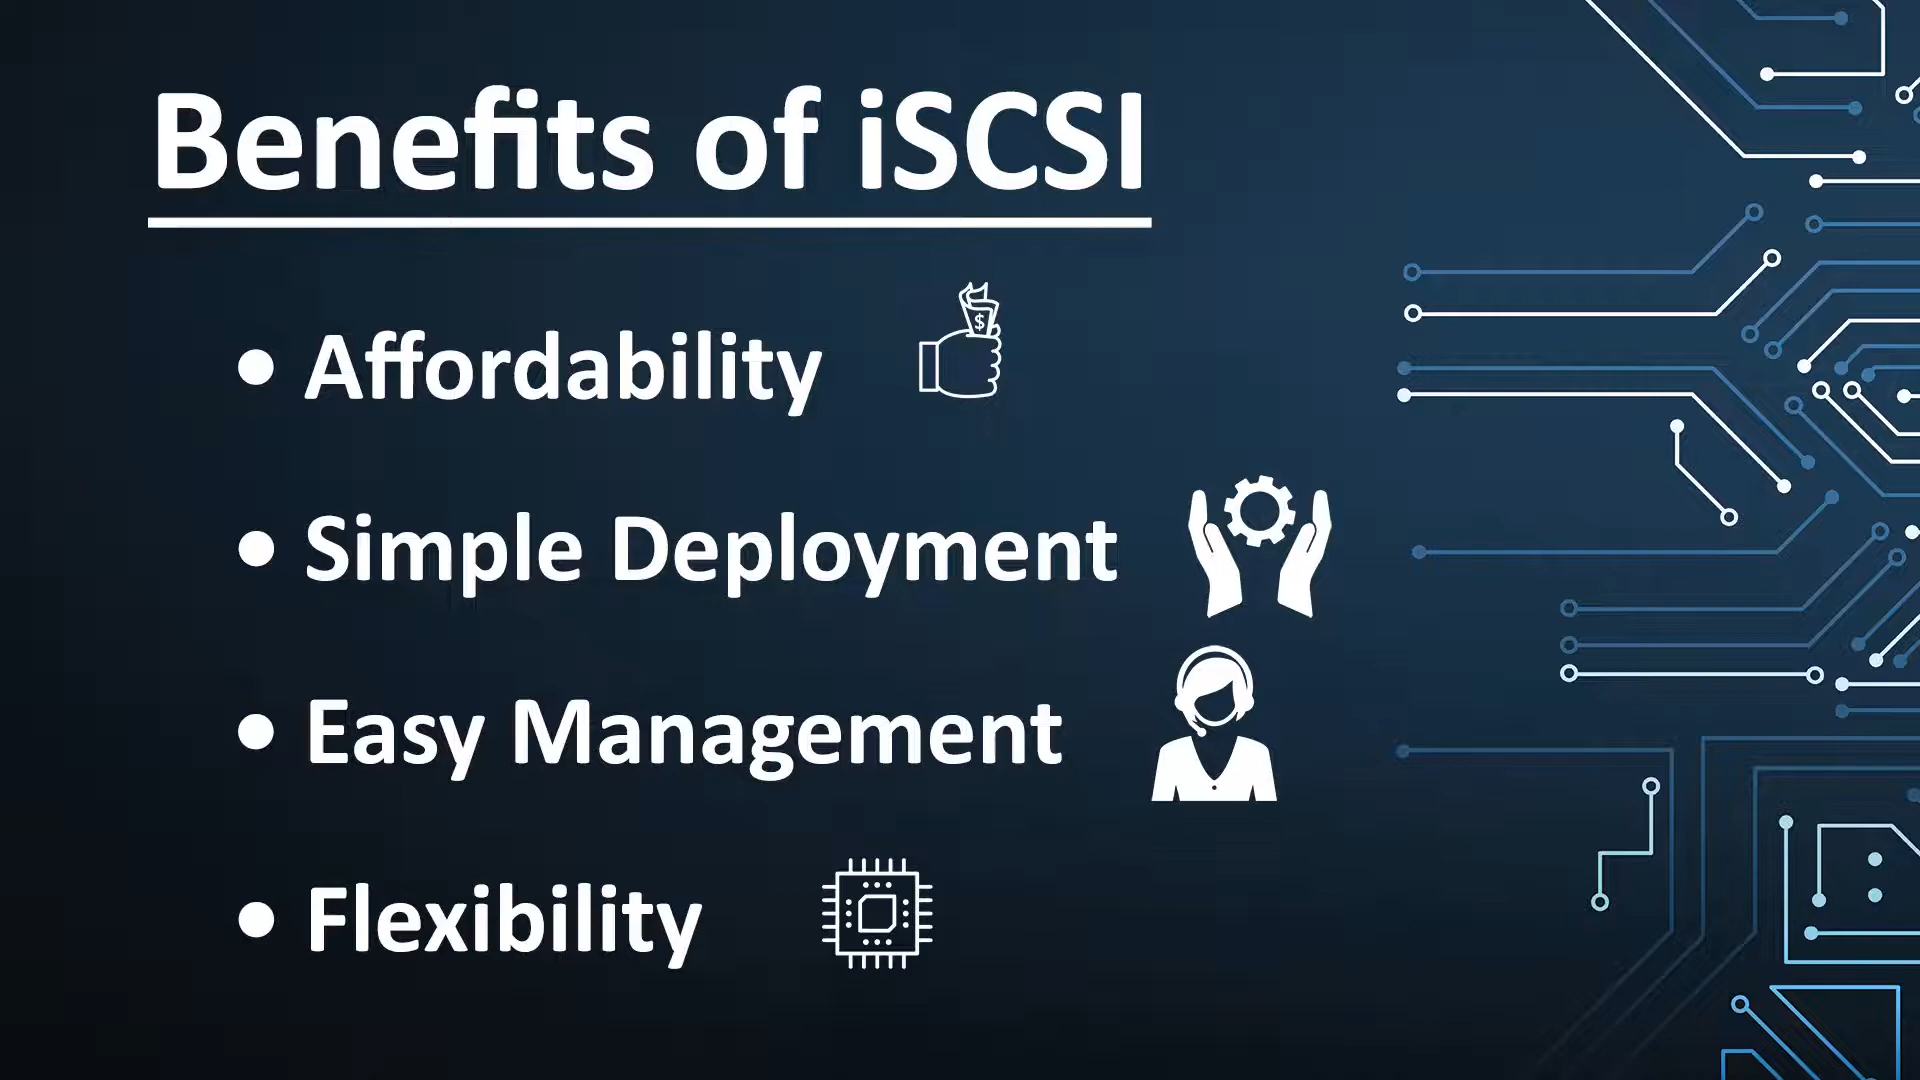 Benefits of iSCSI
• Affordability
$
• Simple Deployment
• Easy Management
• Flexibility